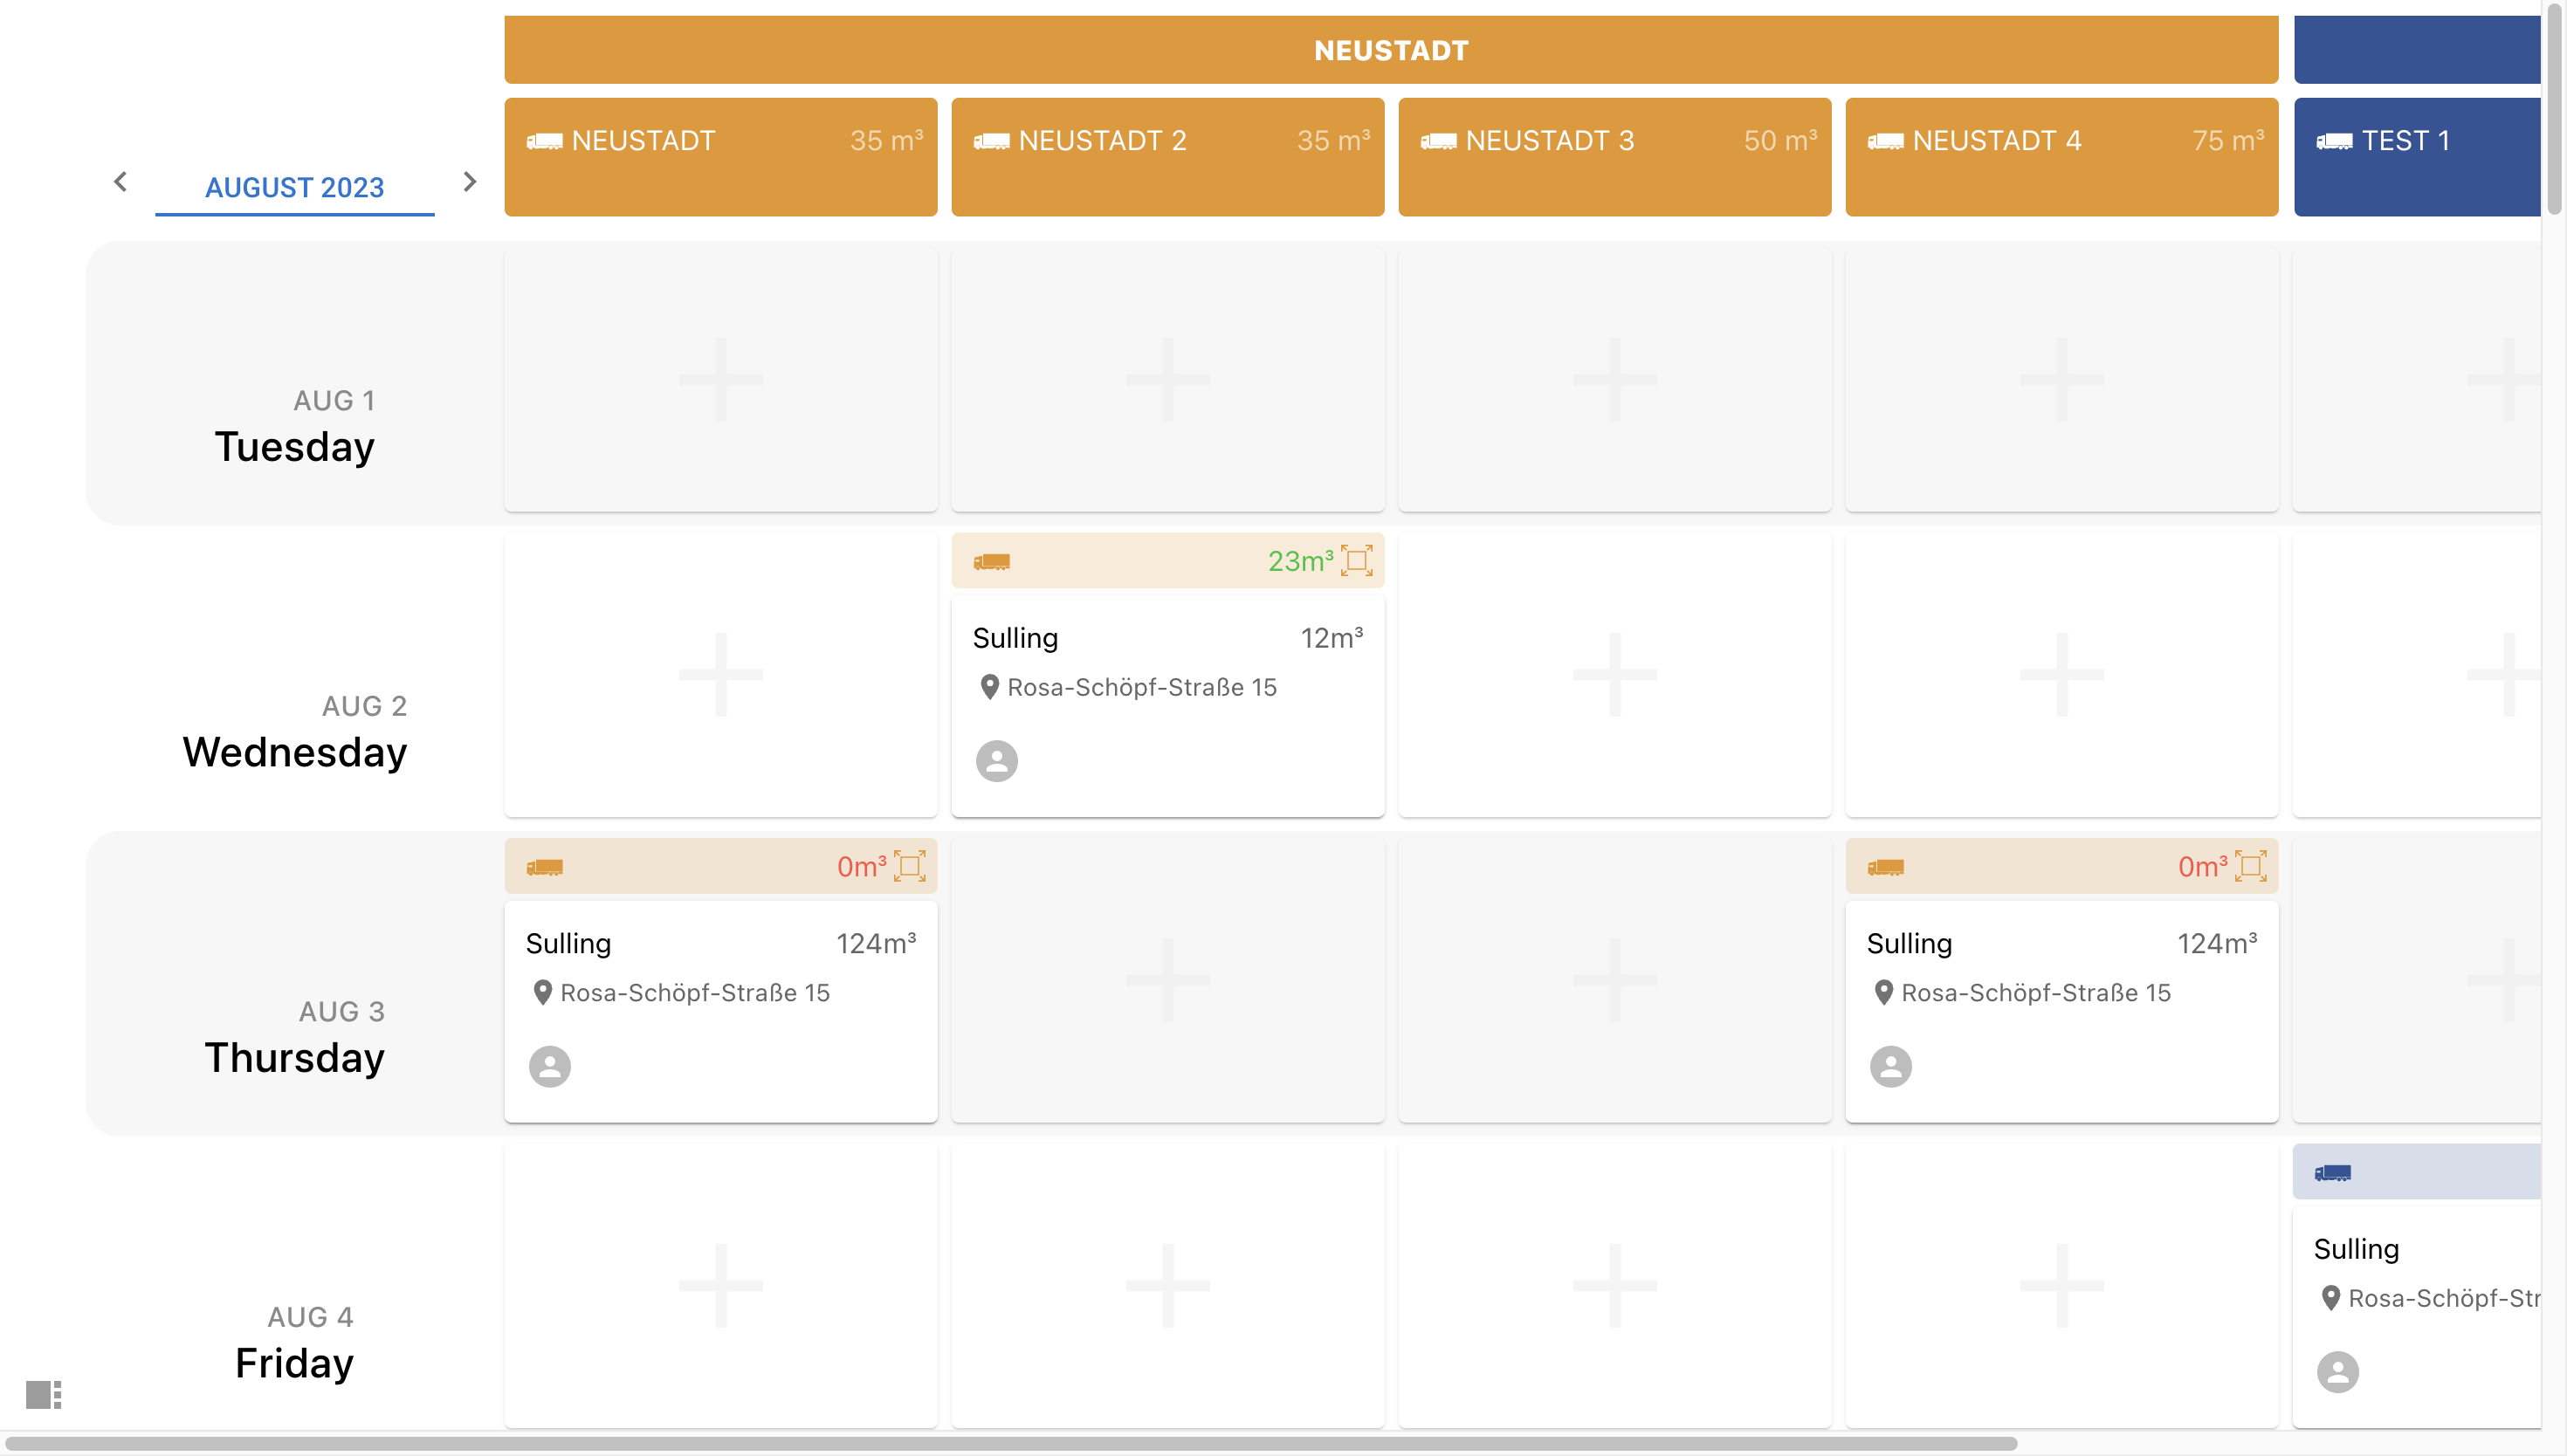 NEUSTADT
NEUSTADT 35 m³
NEUSTADT 2 35 m³
NEUSTADT 3 50 m³
NEUSTADT 4 75 m³
TEST 1
AUGUST 2023
AUG 1
Tuesday
AUG 2
Wednesday
23m³
Sulling 12m³
Rosa-Schöpf-Straße 15
AUG 3
Thursday
0m³
Sulling 124m³
Rosa-Schöpf-Straße 15
0m³
Sulling 124m³
Rosa-Schöpf-Straße 15
AUG 4
Friday
Sulling
Rosa-Schöpf-Str